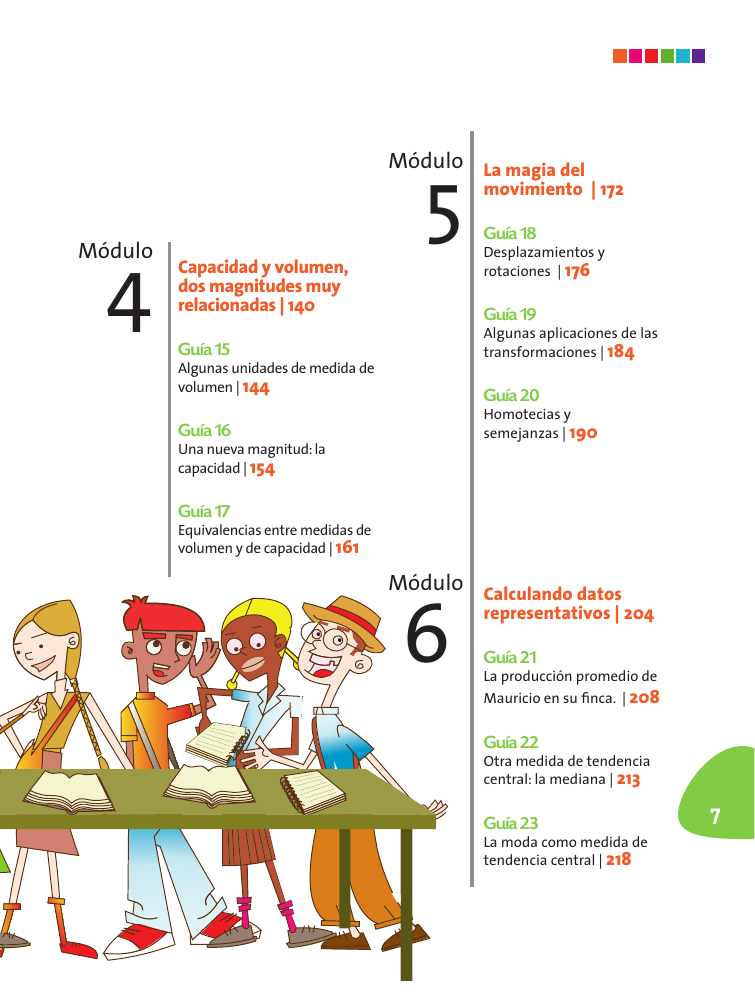 Módulo
4
Capacidad y volumen,
dos magnitudes muy
relacionadas | 140
Guía 15
Algunas unidades de medida de
volumen | 144
Guía 16
Una nueva magnitud: la
capacidad | 154
Guía 17
Equivalencias entre medidas de
volumen y de capacidad | 161
Módulo
5
La magia del
movimiento | 172
Guía 18
Desplazamientos y
rotaciones | 176
Guía 19
Algunas aplicaciones de las
transformaciones | 184
Guía 20
Homotecias y
semejanzas | 190
Módulo
6
Calculando datos
representativos | 204
Guía 21
La producción promedio de
Mauricio en su finca. | 208
Guía 22
Otra medida de tendencia
central: la mediana | 213
Guía 23
La moda como medida de
tendencia central | 218
7